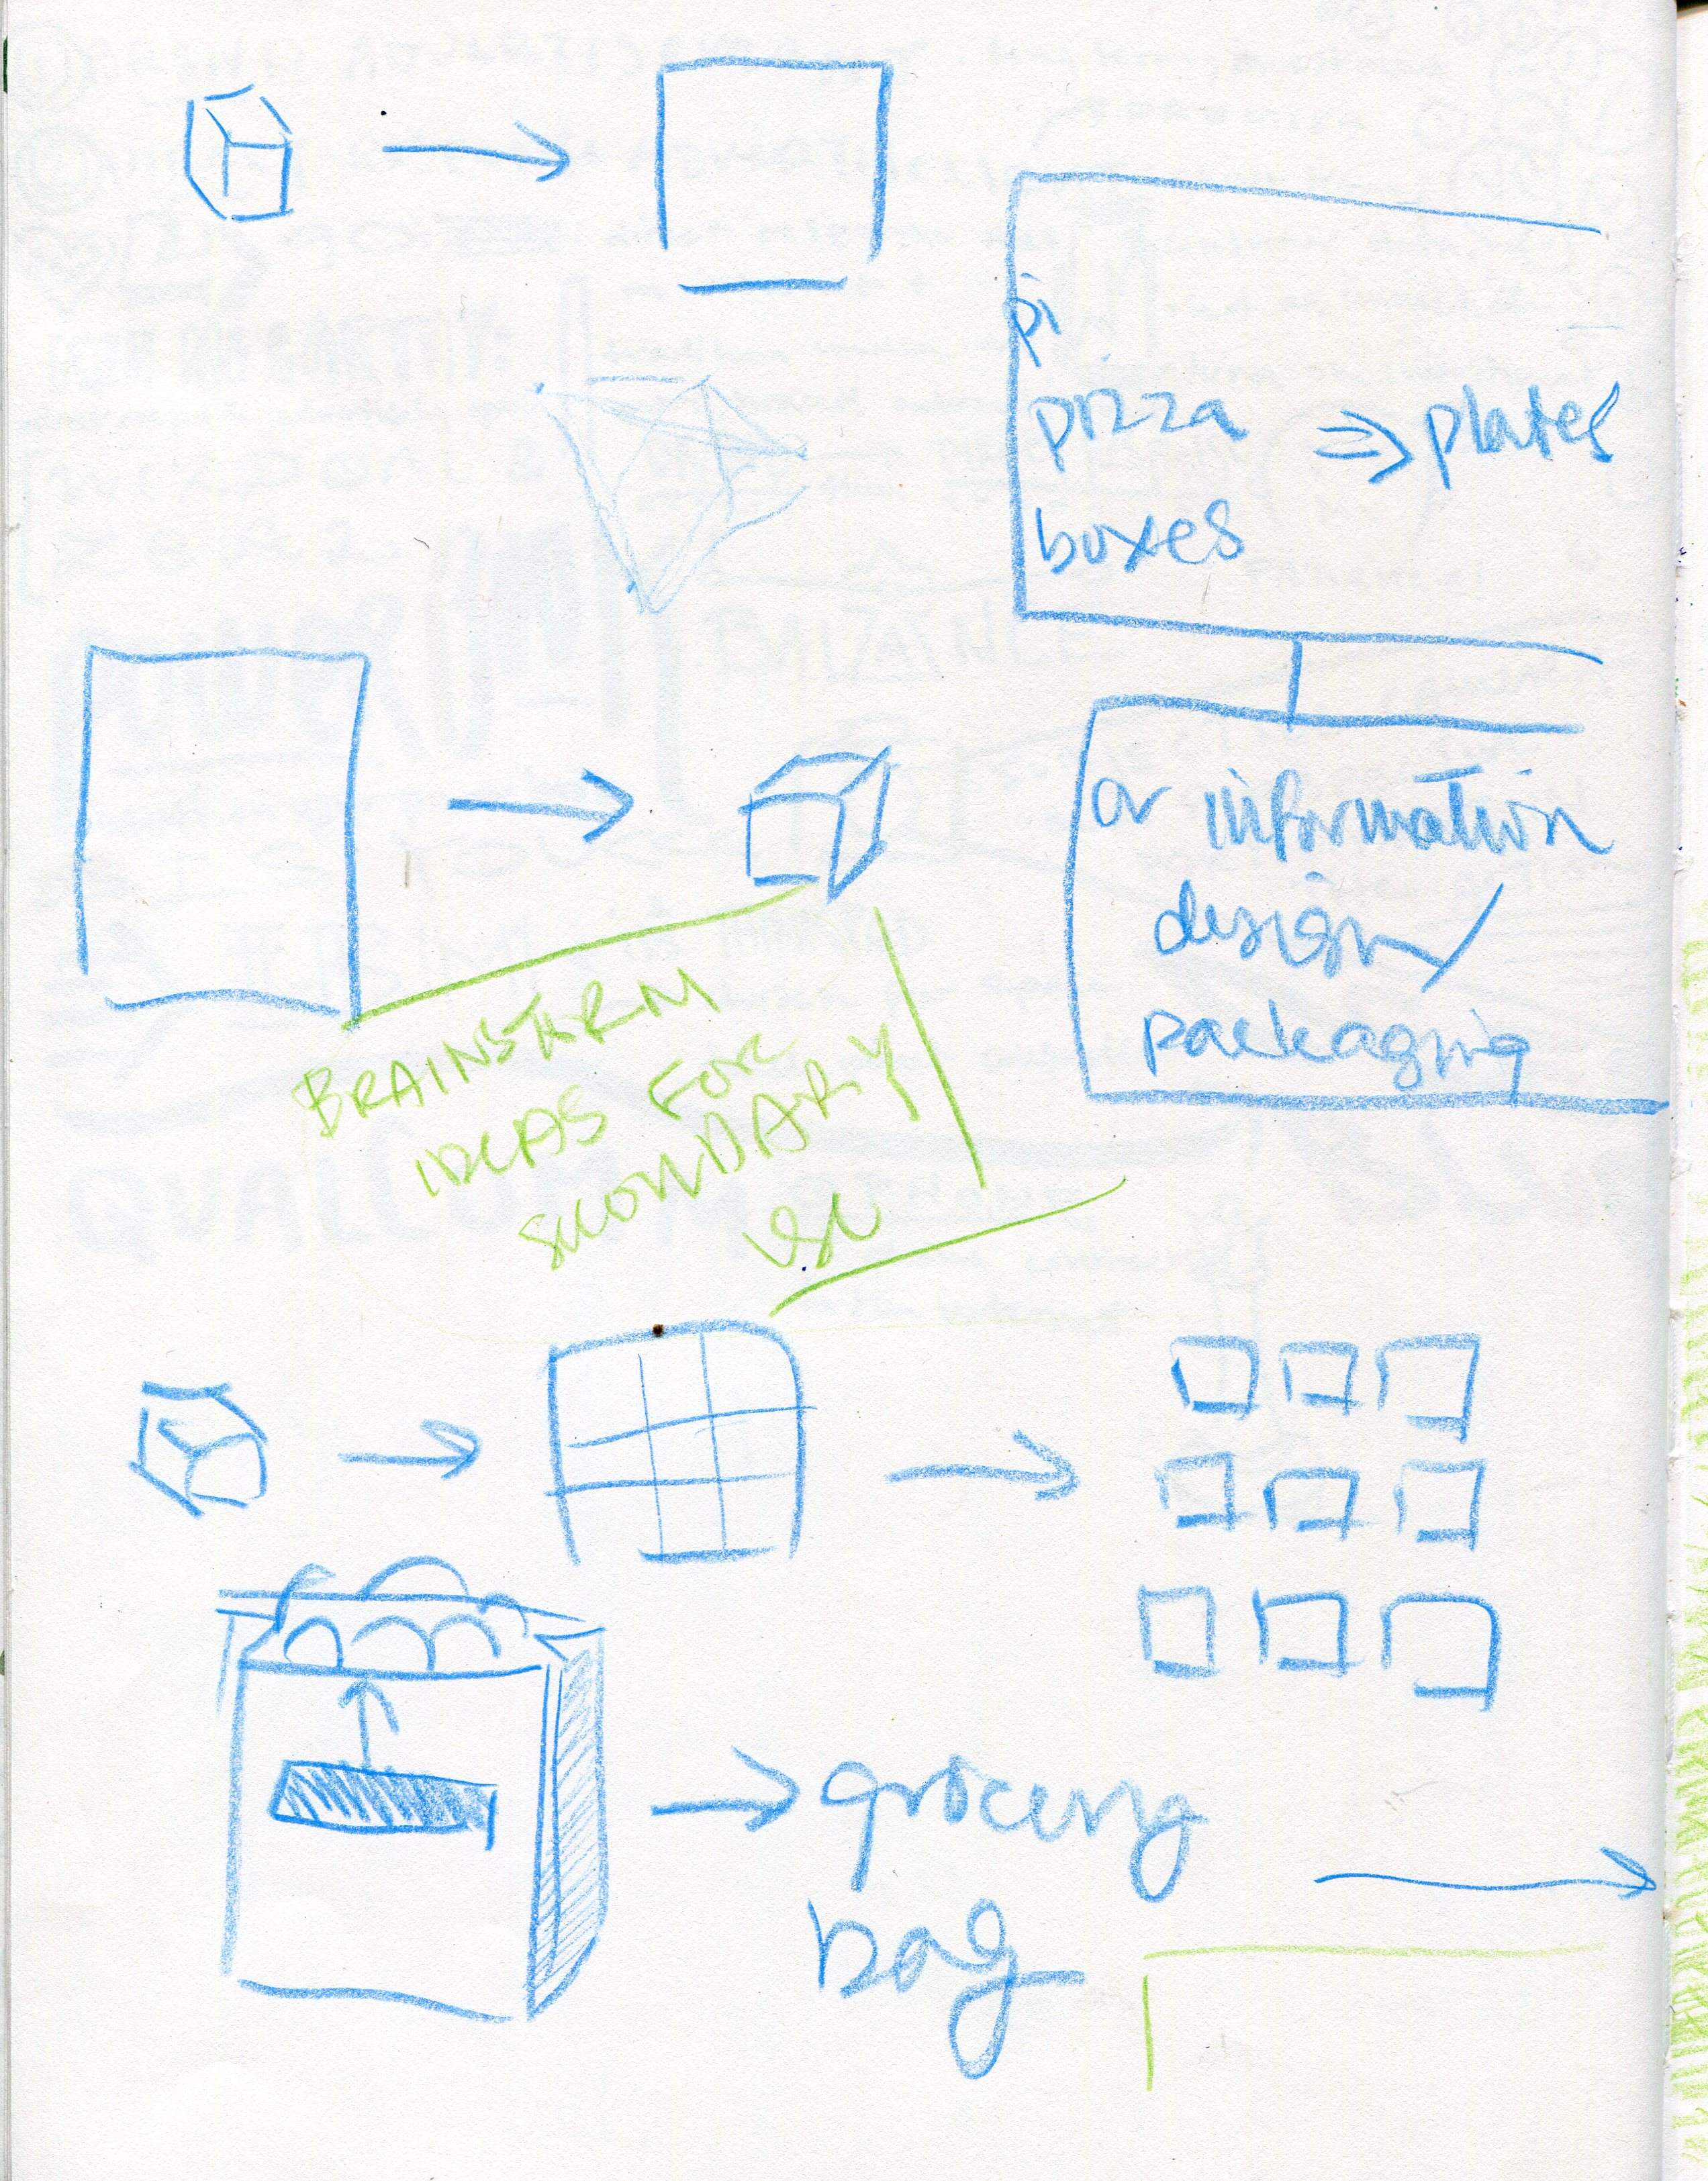 pi
pizza ⇒ plates
boxes
or information
design/
packaging
BRAINSTORM
IDEAS FOR
SECONDARY
USE
→ grocery
bag